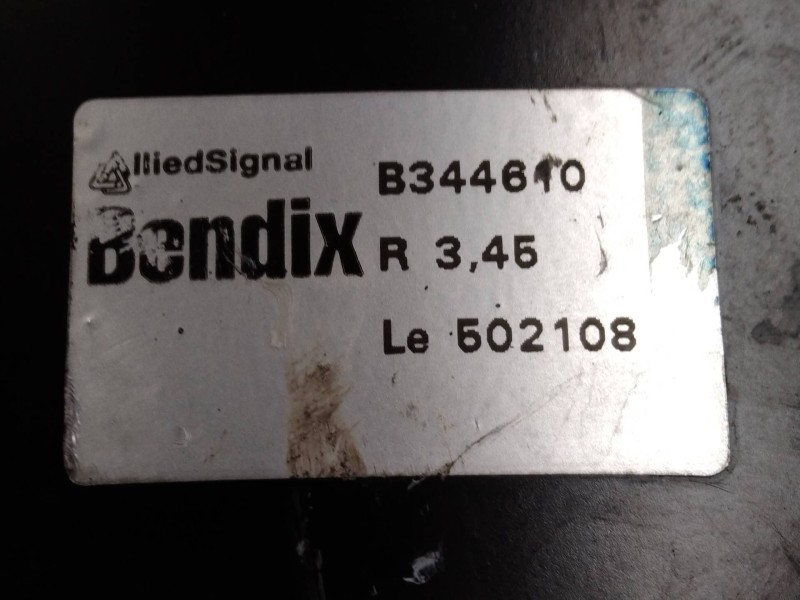 AlliedSignal
Bendix
B344610
R 3,45
Le 502108